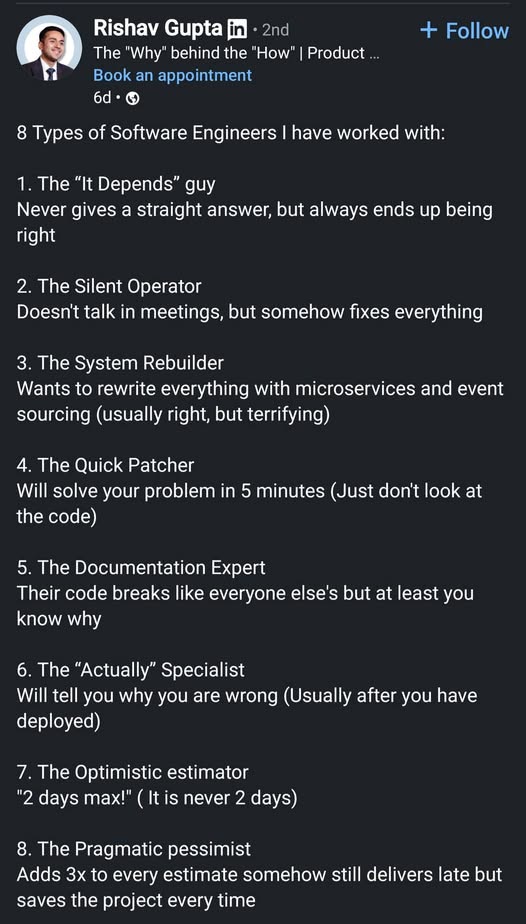 Rishav Gupta in • 2nd
+ Follow
The "Why" behind the "How" | Product ...
Book an appointment
6d •
8 Types of Software Engineers I have worked with:
1. The “It Depends” guy
Never gives a straight answer, but always ends up being
right
2. The Silent Operator
Doesn't talk in meetings, but somehow fixes everything
3. The System Rebuilder
Wants to rewrite everything with microservices and event
sourcing (usually right, but terrifying)
4. The Quick Patcher
Will solve your problem in 5 minutes (Just don't look at
the code)
5. The Documentation Expert
Their code breaks like everyone else's but at least you
know why
6. The “Actually” Specialist
Will tell you why you are wrong (Usually after you have
deployed)
7. The Optimistic estimator
"2 days max!" ( It is never 2 days)
8. The Pragmatic pessimist
Adds 3x to every estimate somehow still delivers late but
saves the project every time